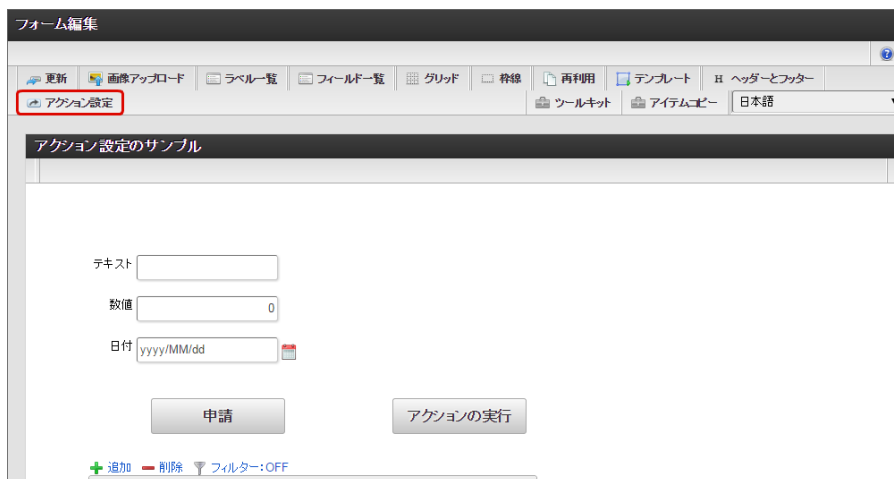 フォーム編集
?
更新 画像アップロード ラベル一覧 フィールド一覧 グリッド 枠線 再利用 テンプレート H ヘッダーとフッター
アクション設定 ツールキット アイテムコピー 日本語
アクション設定のサンプル
テキスト
数値 0
日付 yyyy/MM/dd
申請 アクションの実行
追加 削除 フィルター:OFF